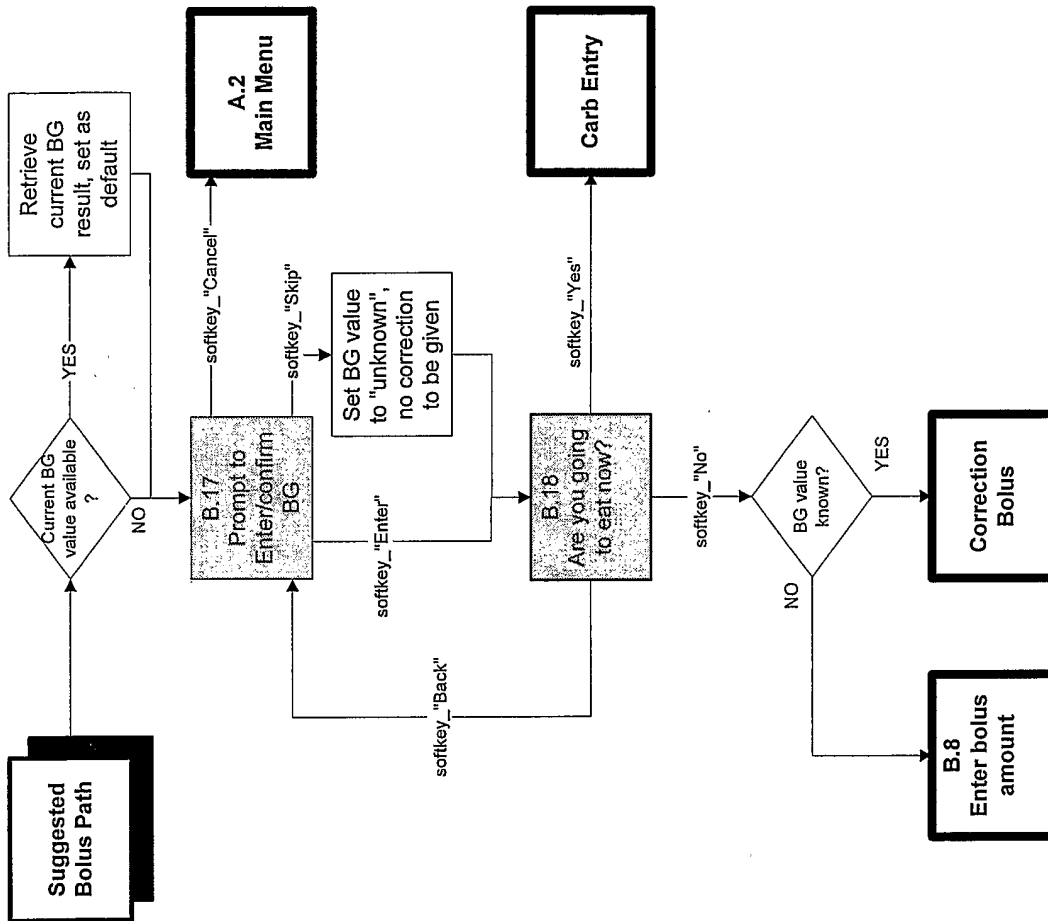 Suggested
Bolus Path
Current BG
value available
?
YES
NO
Retrieve
current BG
result, set as
default
B.17
Prompt to
Enter/confirm
BG
softkey_"Cancel"
A.2
Main Menu
softkey_"Skip"
Set BG value
to "unknown",
no correction
to be given
softkey_"Enter"
softkey_"Back"
B.18
Are you going
to eat now?
softkey_"Yes"
Carb Entry
softkey_"No"
BG value
known?
NO
YES
B.8
Enter bolus
amount
Correction
Bolus